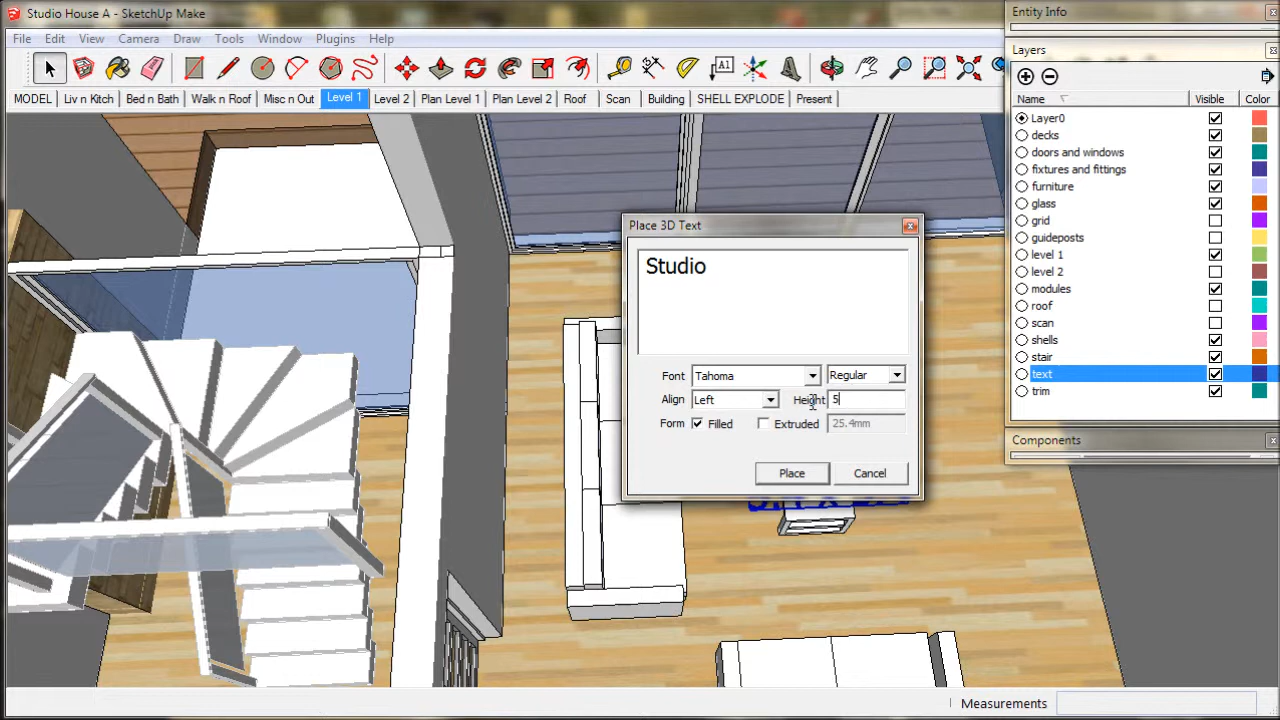 Studio House A - SketchUp Make
File Edit View Camera Draw Tools Window Plugins Help
A1
MODEL Liv n Kitch Bed n Bath Walk n Roof Misc n Out Level 1 Level 2 Plan Level 1 Plan Level 2 Roof Scan Building SHELL EXPLODE Present
Entity Info
Layers
Name Visible Color
Layer0
decks
doors and windows
fixtures and fittings
furniture
glass
grid
guideposts
level 1
level 2
modules
roof
scan
shells
stair
text
trim
Components
Place 3D Text
Studio
Font Tahoma Regular
Align Left Height 5
Form Filled Extruded 25.4mm
Place Cancel
Measurements